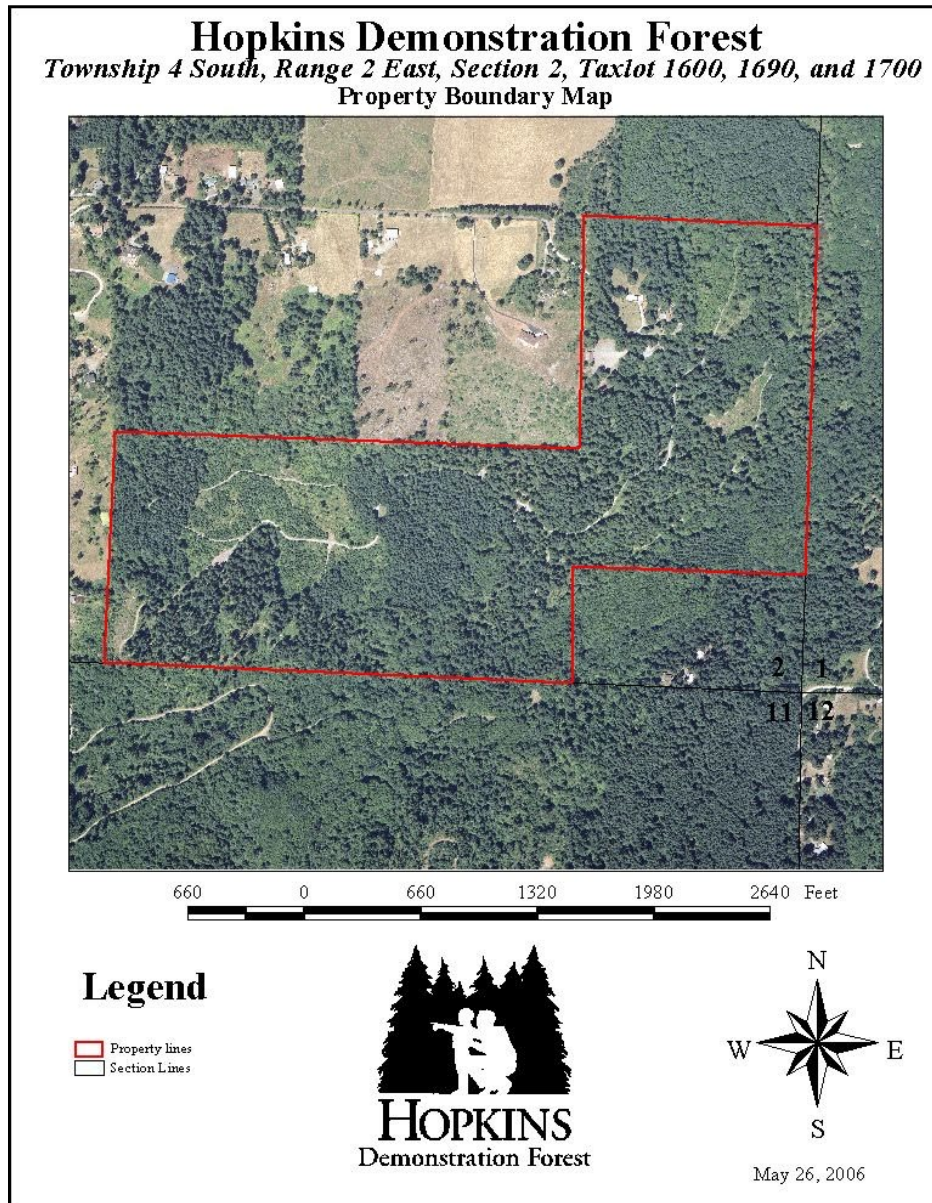 Hopkins Demonstration Forest
Township 4 South, Range 2 East, Section 2, Taxlot 1600, 1690, and 1700
Property Boundary Map
2 1
11 12
660 0 660 1320 1980 2640 Feet
Legend
Property lines
Section Lines
HOPKINS
Demonstration Forest
N
W E
S
May 26, 2006